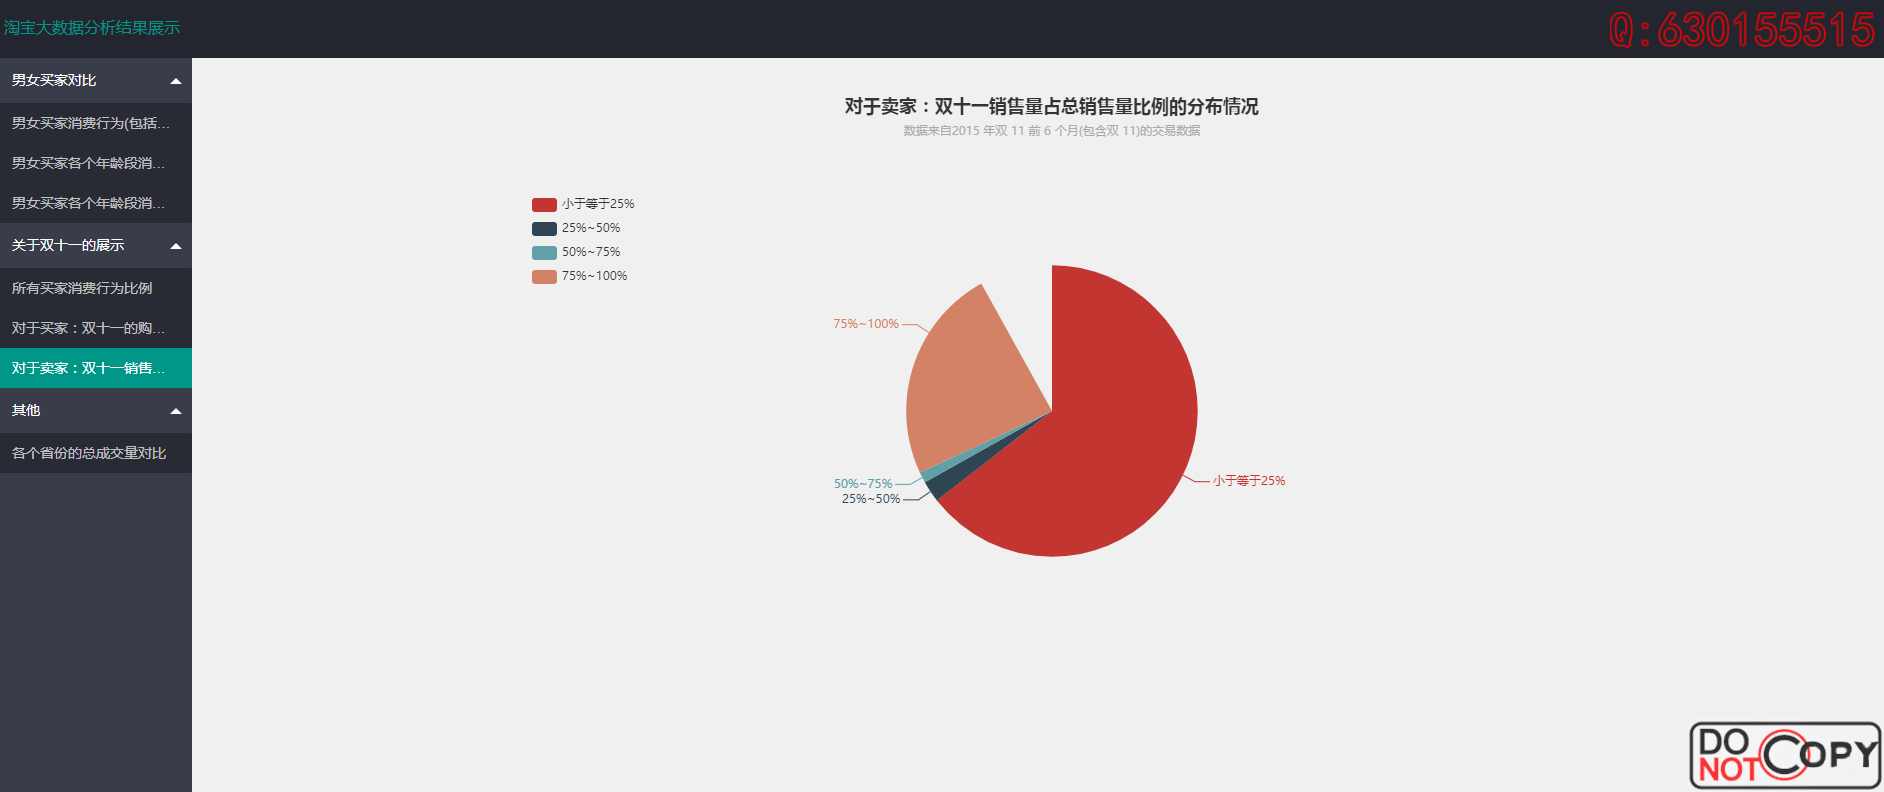 淘宝大数据分析结果展示
Q:630155515
男女买家对比
男女买家消费行为(包括...
男女买家各个年龄段消...
男女买家各个年龄段消...
关于双十一的展示
所有买家消费行为比例
对于买家：双十一的购...
对于卖家：双十一销售...
其他
各个省份的总成交量对比
对于卖家：双十一销售量占总销售量比例的分布情况
数据来自2015 年双 11 前 6 个月(包含双 11)的交易数据
小于等于25%
25%~50%
50%~75%
75%~100%
75%~100%
50%~75%
25%~50%
小于等于25%
DO
NOT COPY